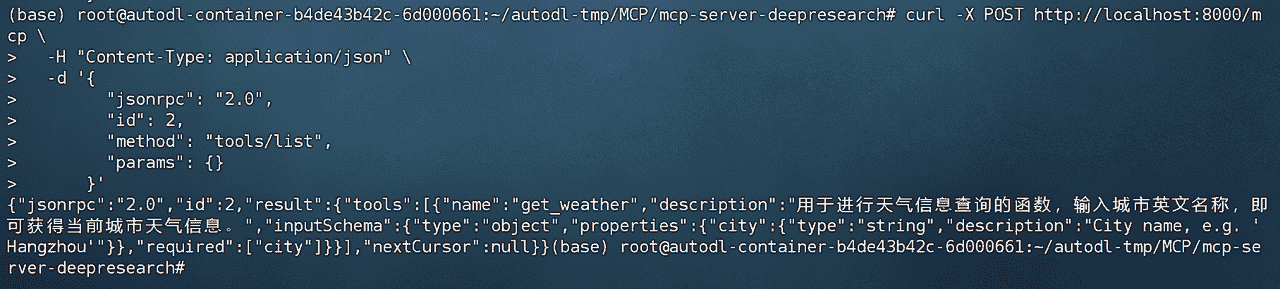 (base) root@autodl-container-b4de43b42c-6d000661:~/autodl-tmp/MCP/mcp-server-deepresearch# curl -X POST http://localhost:8000/m
cp \
>   -H "Content-Type: application/json" \
>   -d '{
>         "jsonrpc": "2.0",
>         "id": 2,
>         "method": "tools/list",
>         "params": {}
>       }'
{"jsonrpc":"2.0","id":2,"result":{"tools":[{"name":"get_weather","description":"用于进行天气信息查询的函数，输入城市英文名称，即
可获得当前城市天气信息。","inputSchema":{"type":"object","properties":{"city":{"type":"string","description":"City name, e.g. '
Hangzhou'"}},"required":["city"]}}],"nextCursor":null}}(base) root@autodl-container-b4de43b42c-6d000661:~/autodl-tmp/MCP/mcp-se
rver-deepresearch#